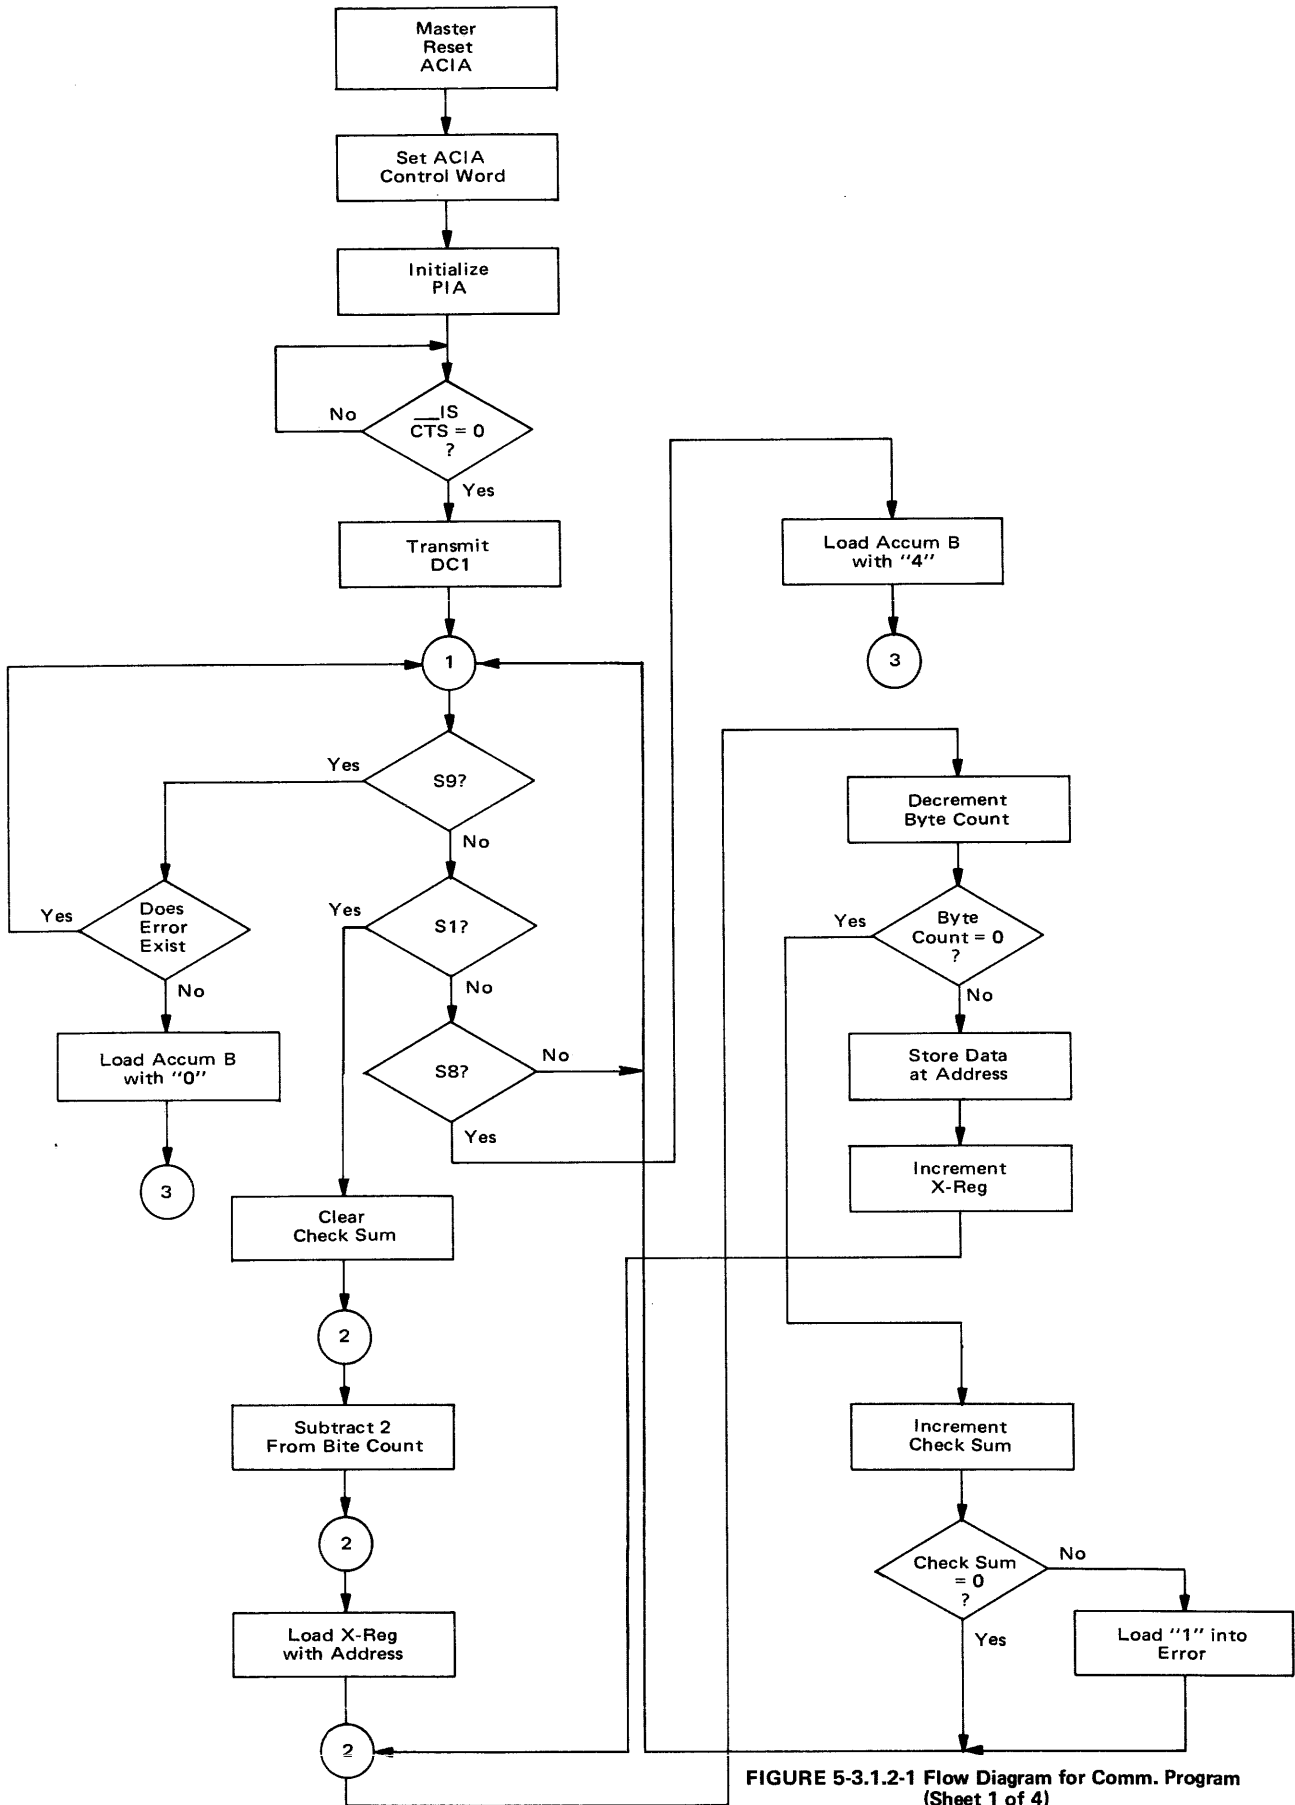 Master
Reset
ACIA
Set ACIA
Control Word
Initialize
PIA
No
IS
CTS = 0
?
Yes
Transmit
DC1
1
Yes
S9?
No
Yes
Does
Error
Exist
No
Load Accum B
with "0"
3
Yes
S1?
No
S8?
No
Yes
Clear
Check Sum
2
Subtract 2
From Bite Count
2
Load X-Reg
with Address
2
Load Accum B
with "4"
3
Decrement
Byte Count
Yes
Byte
Count = 0
?
No
Store Data
at Address
Increment
X-Reg
Increment
Check Sum
Check Sum
= 0
?
No
Yes
Load "1" into
Error
FIGURE 5-3.1.2-1 Flow Diagram for Comm. Program
(Sheet 1 of 4)